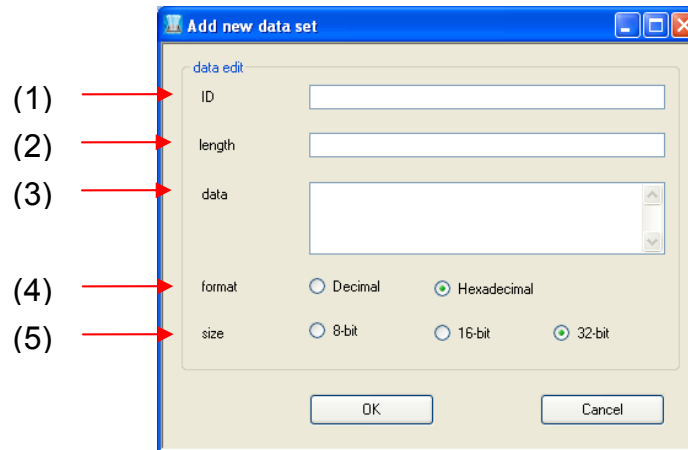 Add new data set
data edit
(1) ID
(2) length
(3) data
(4) format Decimal Hexadecimal
(5) size 8-bit 16-bit 32-bit
OK Cancel